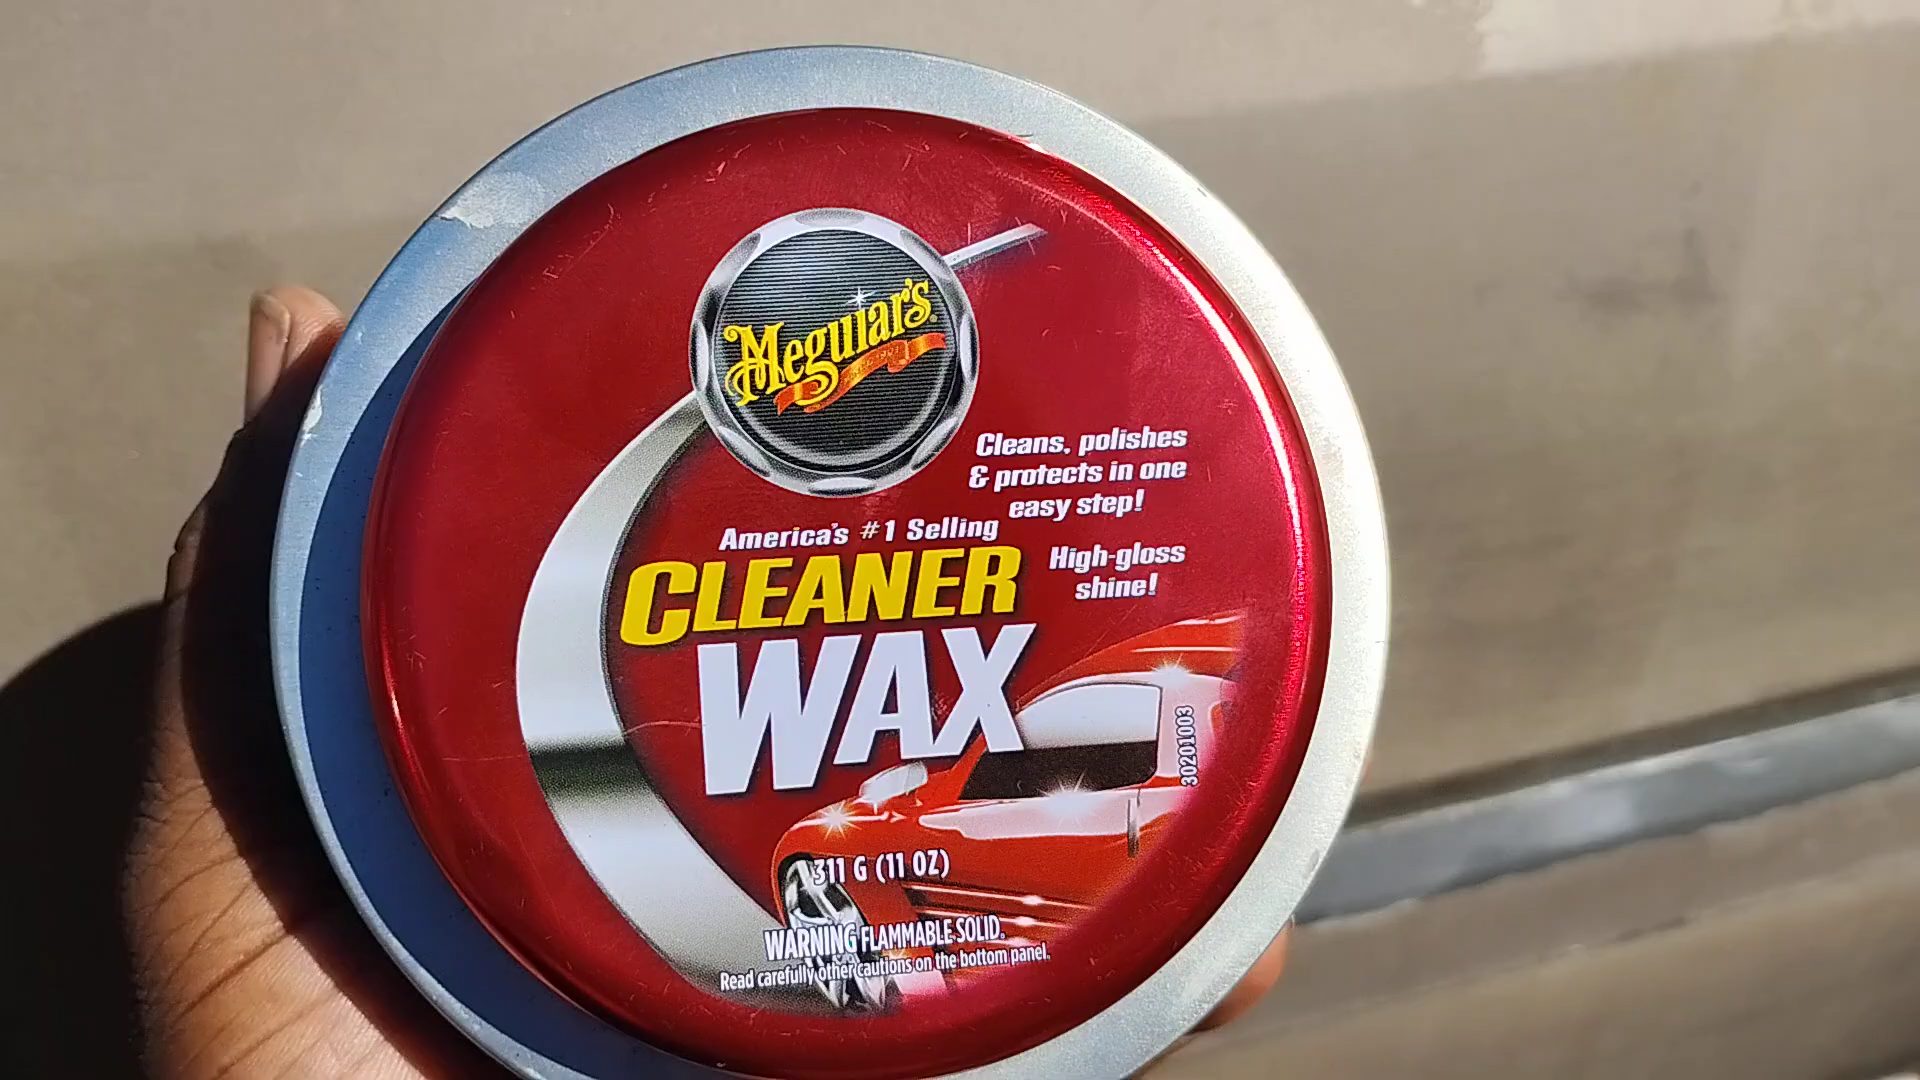 Meguiar's
Cleans, polishes
& protects in one
easy step!
America's #1 Selling
CLEANER
WAX
High-gloss
shine!
30201003
311 G (11 OZ)
WARNING FLAMMABLE SOLID.
Read carefully other cautions on the bottom panel.